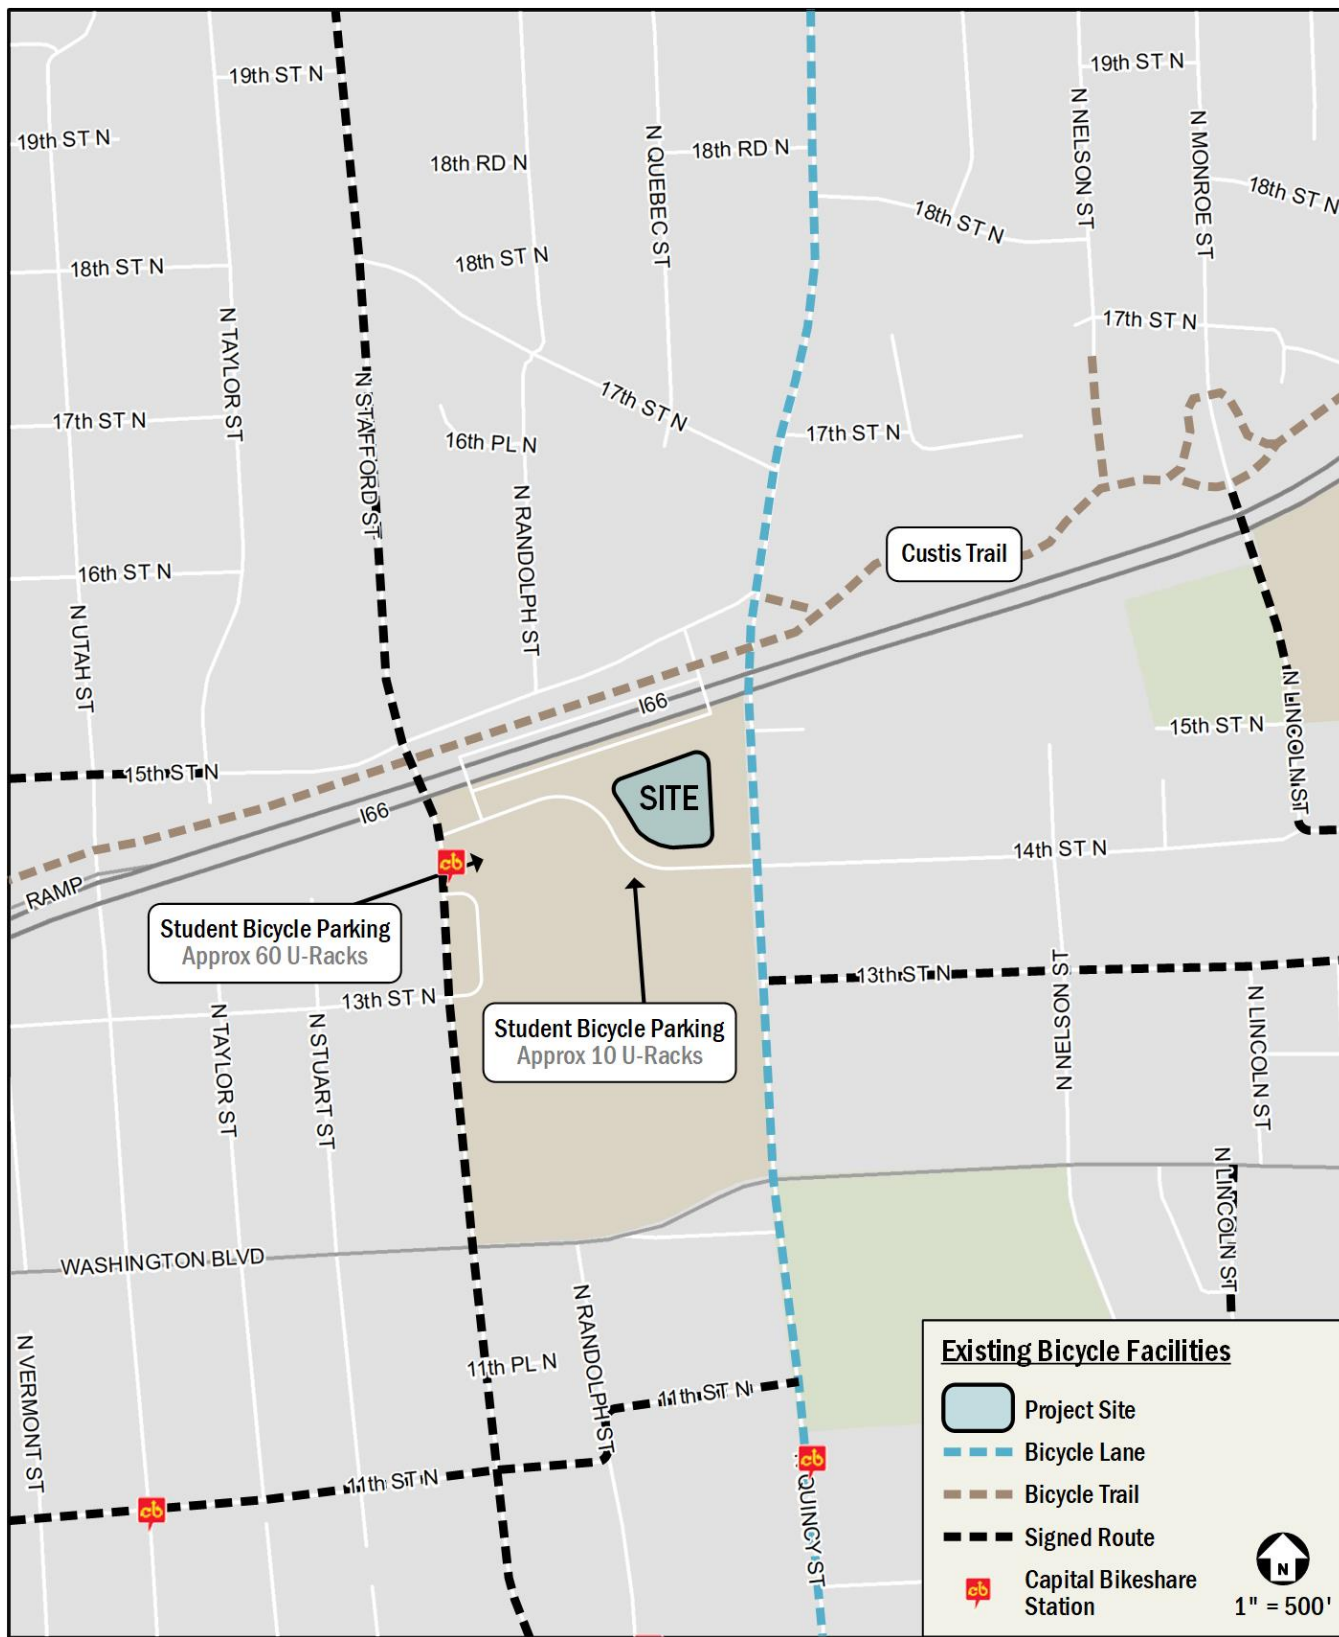 19th ST N
19th ST N
19th ST N
18th RD N
18th RD N
N QUEBEC ST
N NELSON ST
N MONROE ST
18th ST N
18th ST N
18th ST N
18th ST N
N TAYLOR ST
N STAFFORD ST
17th ST N
17th ST N
17th ST N
17th ST N
16th PL N
N RANDOLPH ST
Custis Trail
16th ST N
N UTAH ST
I66
N LINCOLN ST
15th ST N
15th ST N
SITE
I66
14th ST N
cb
RAMP
Student Bicycle Parking
Approx 60 U-Racks
13th ST N
13th ST N
N NELSON ST
N LINCOLN ST
N TAYLOR ST
N STUART ST
Student Bicycle Parking
Approx 10 U-Racks
N LINCOLN ST
WASHINGTON BLVD
N RANDOLPH ST
N VERMONT ST
11th PL N
11th ST N
11th ST N
cb
cb
QUINCY ST
Existing Bicycle Facilities
Project Site
Bicycle Lane
Bicycle Trail
Signed Route
cb
Capital Bikeshare
Station
N
1" = 500'